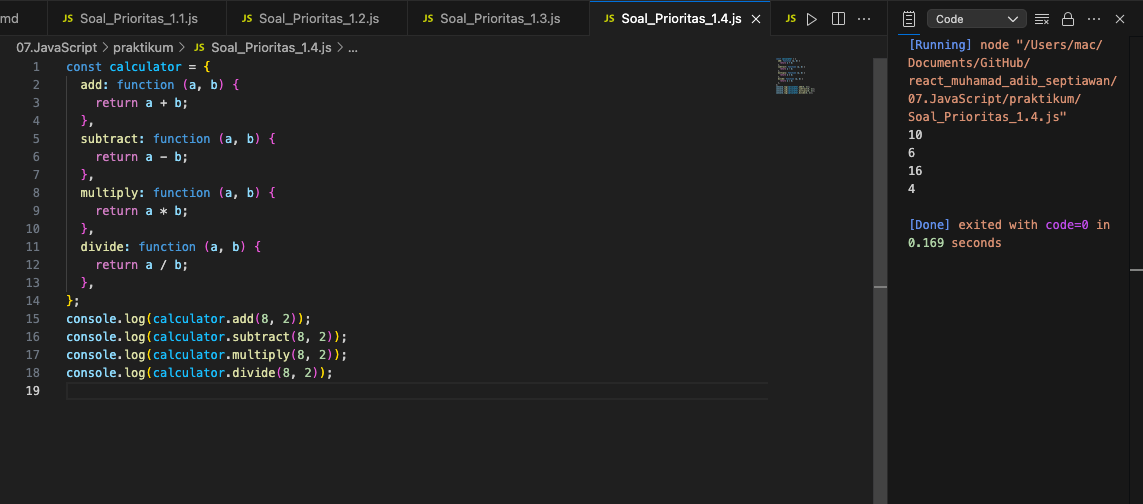 md JS Soal_Prioritas_1.1.js JS Soal_Prioritas_1.2.js JS Soal_Prioritas_1.3.js JS Soal_Prioritas_1.4.js JS
07.JavaScript > praktikum > JS Soal_Prioritas_1.4.js > ...
1 const calculator = {
2 add: function (a, b) {
3 return a + b;
4 },
5 subtract: function (a, b) {
6 return a - b;
7 },
8 multiply: function (a, b) {
9 return a * b;
10 },
11 divide: function (a, b) {
12 return a / b;
13 },
14 };
15 console.log(calculator.add(8, 2));
16 console.log(calculator.subtract(8, 2));
17 console.log(calculator.multiply(8, 2));
18 console.log(calculator.divide(8, 2));
19
Code
[Running] node "/Users/mac/
Documents/GitHub/
react_muhamad_adib_septiawan/
07.JavaScript/praktikum/
Soal_Prioritas_1.4.js"
10
6
16
4
[Done] exited with code=0 in
0.169 seconds